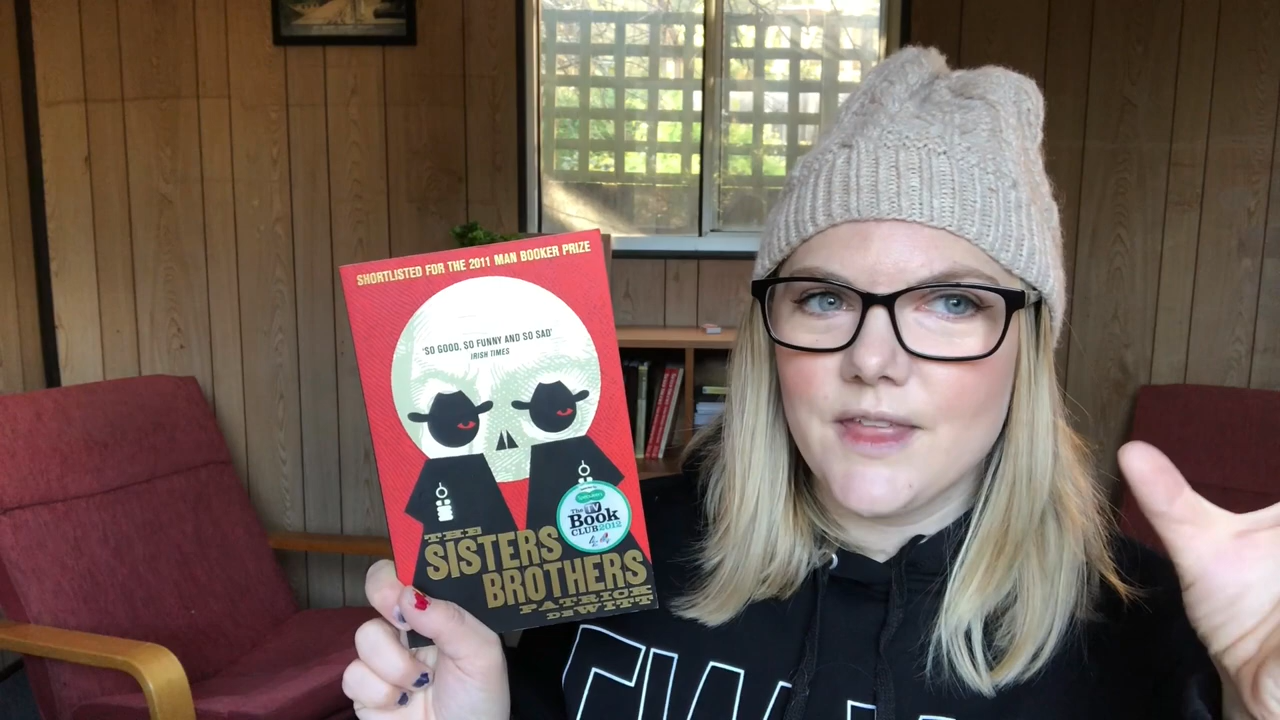 SHORTLISTED FOR THE 2011 MAN BOOKER PRIZE
'SO GOOD, SO FUNNY AND SO SAD'
IRISH TIMES
The TV
Book
CLUB 2012
THE
SISTERS
BROTHERS
PATRICK
DEWITT